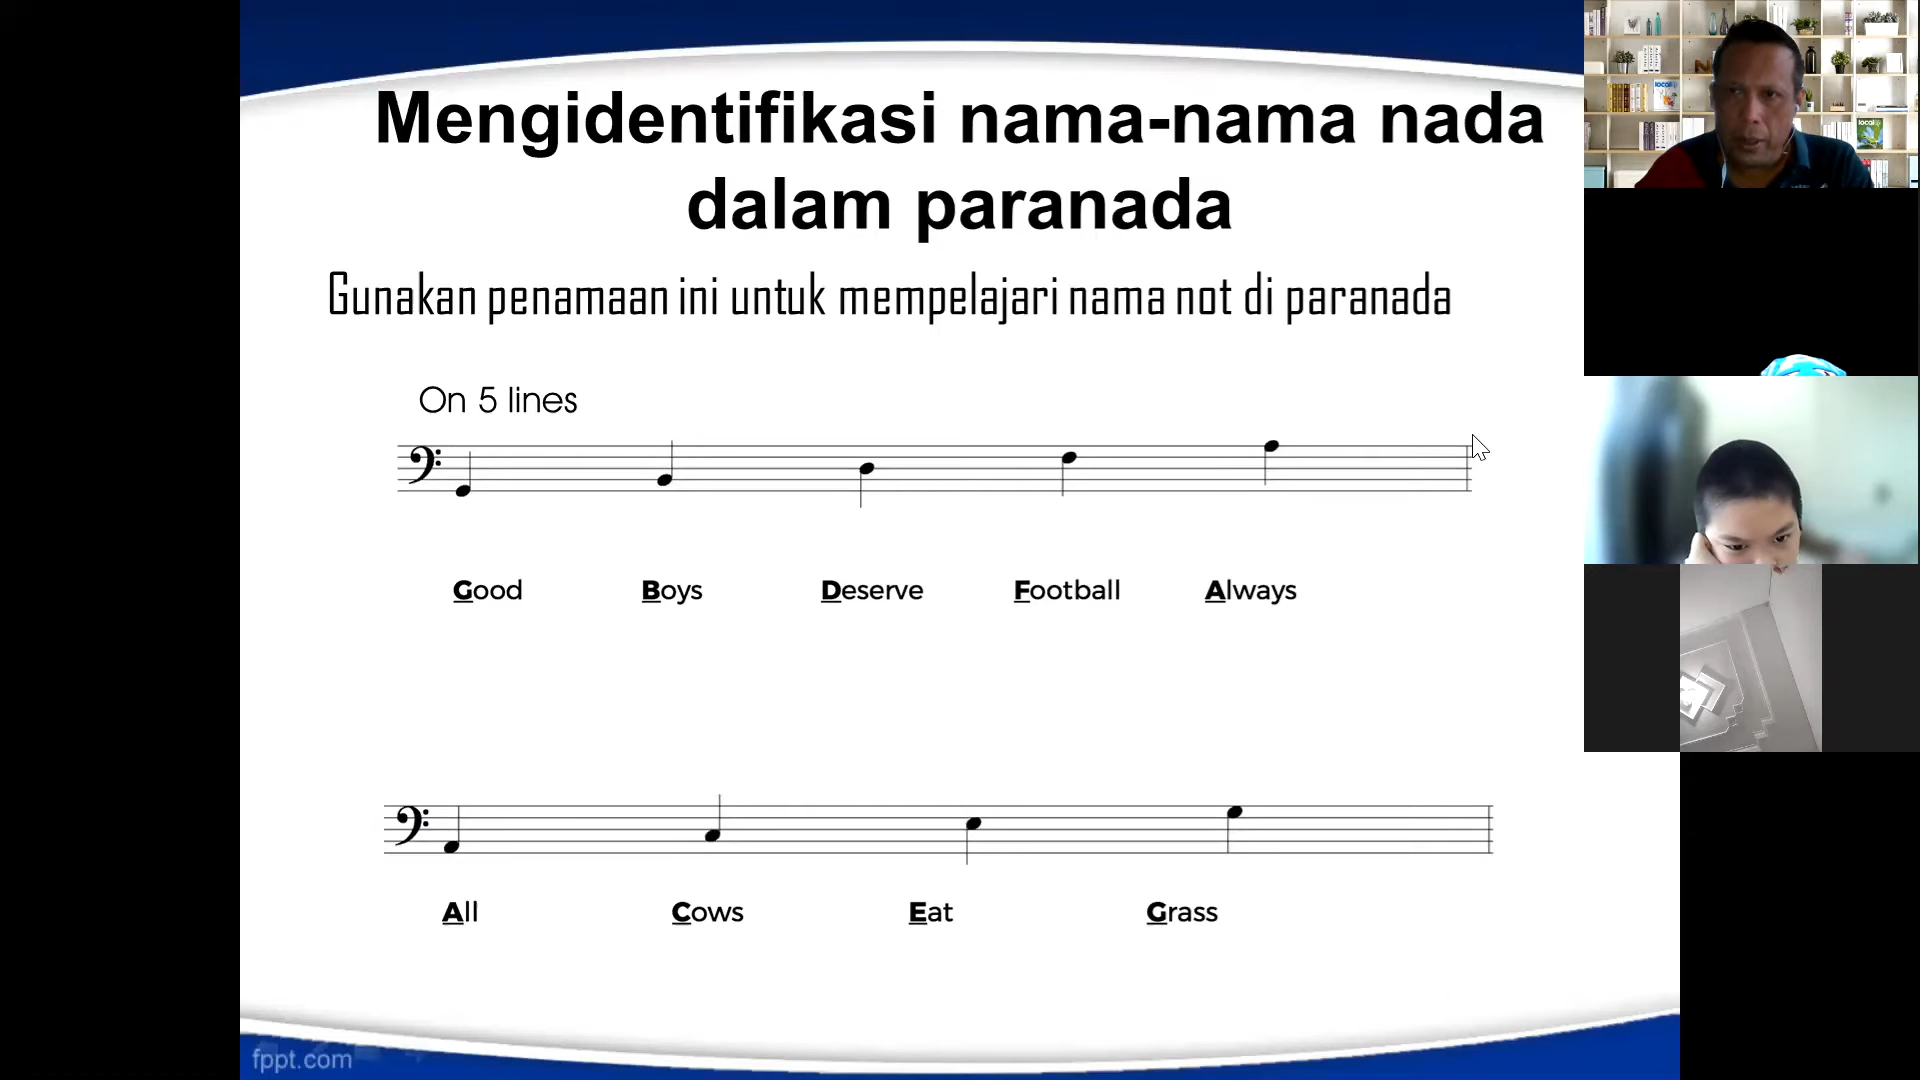 Mengidentifikasi nama-nama nada
dalam paranada
Gunakan penamaan ini untuk mempelajari nama not di paranada
On 5 lines
Good Boys Deserve Football Always
All Cows Eat Grass
fppt.com